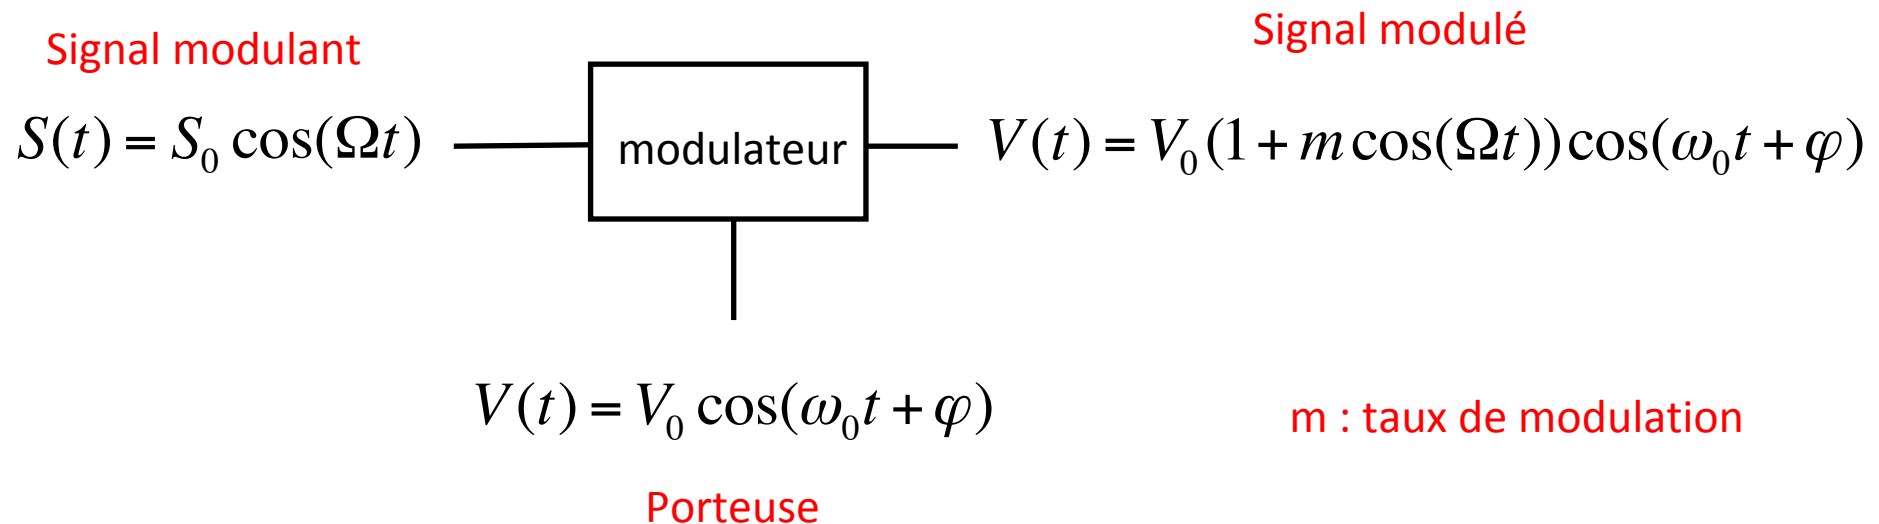 Signal modulant
Signal modulé
S(t) = S₀ cos(Ωt)
modulateur
V(t) = V₀(1 + m cos(Ωt)) cos(ω₀t + φ)
V(t) = V₀ cos(ω₀t + φ)
m : taux de modulation
Porteuse